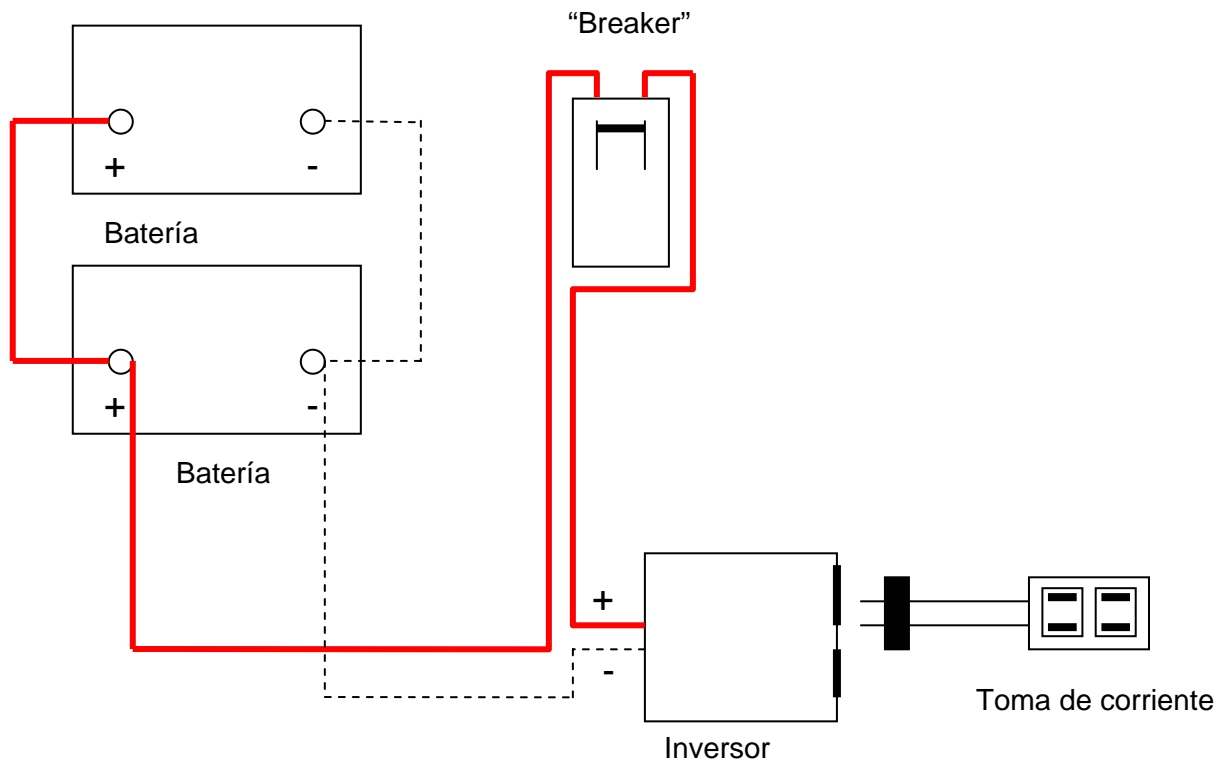 “Breaker”
+ -
Batería
+ -
Batería
+
-
Toma de corriente
Inversor